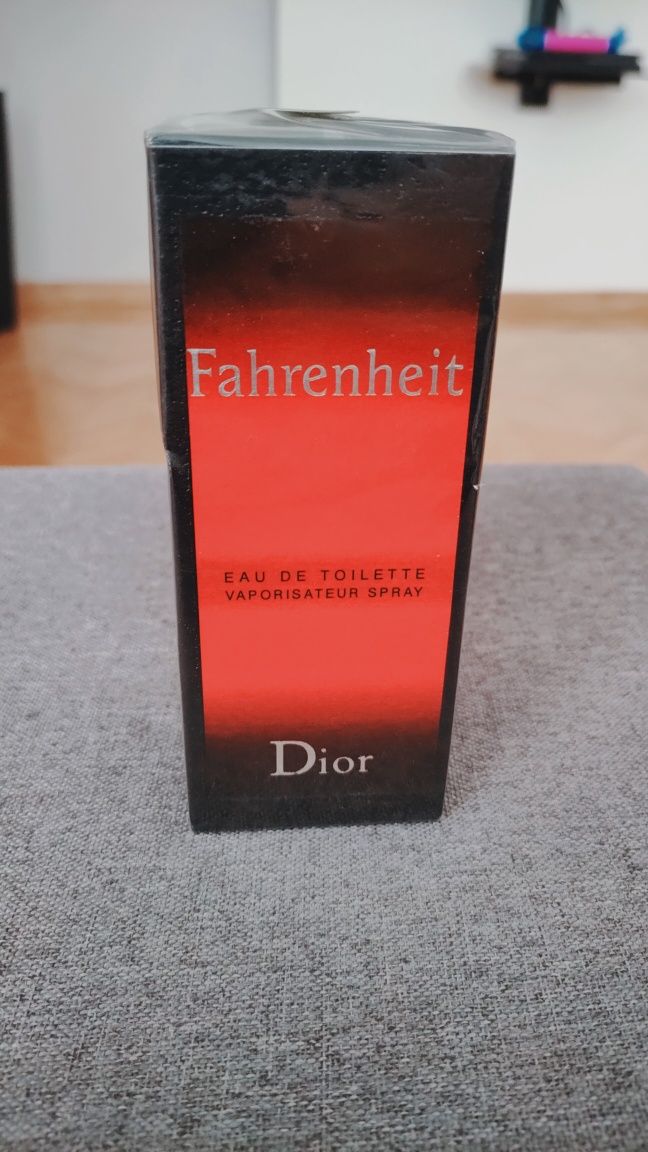 Fahrenheit
EAU DE TOILETTE
VAPORISATEUR SPRAY
Dior